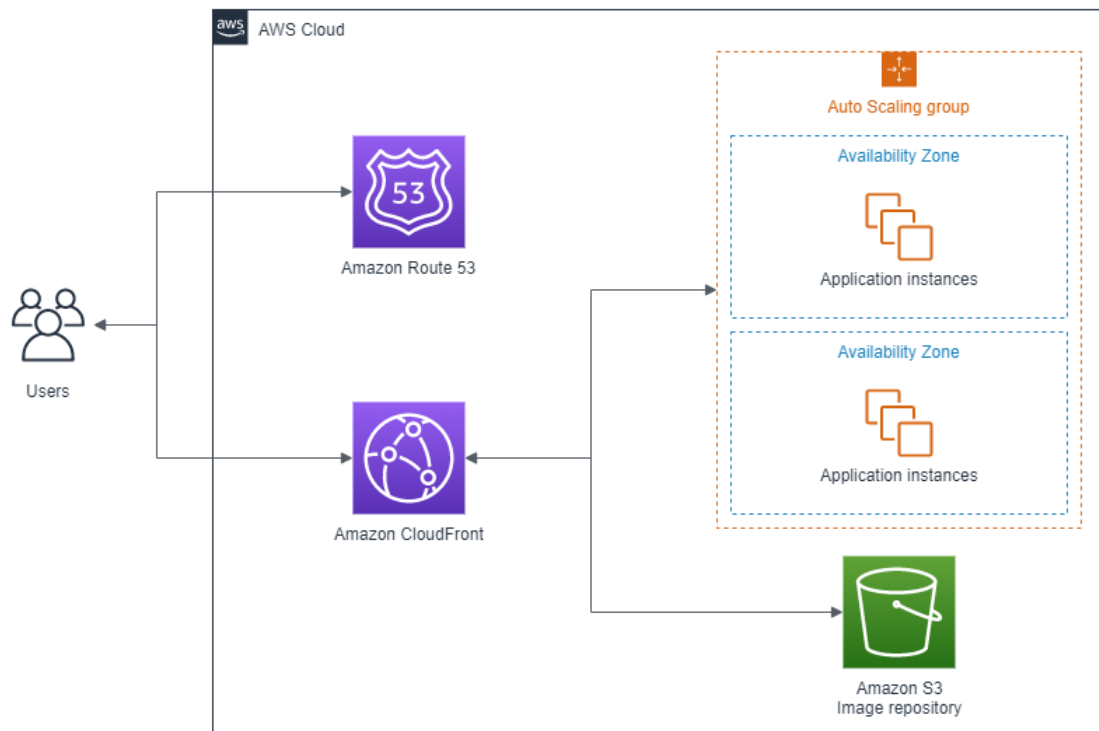 aws
AWS Cloud
Auto Scaling group
Availability Zone
53
Application instances
Amazon Route 53
Availability Zone
Users
Application instances
Amazon CloudFront
Amazon S3
Image repository